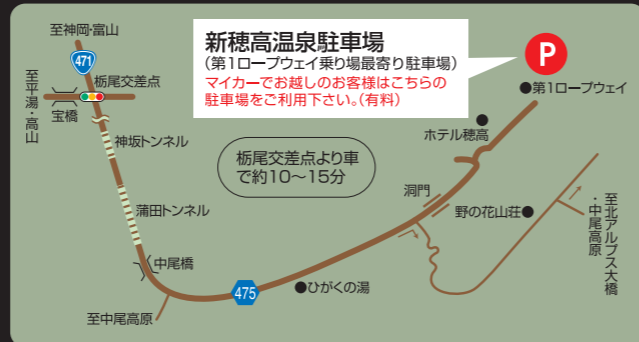 至神岡・富山
471
栃尾交差点
至平湯・高山
宝橋
神坂トンネル
蒲田トンネル
中尾橋
至中尾高原
475
ひがくの湯
栃尾交差点より車
で約10〜15分
新穂高温泉駐車場
(第1ロープウェイ乗り場最寄り駐車場)
マイカーでお越しのお客様はこちらの
駐車場をご利用下さい。(有料)
P
第1ロープウェイ
ホテル穂高
洞門
野の花山荘
至北アルプス大橋
・中尾高原